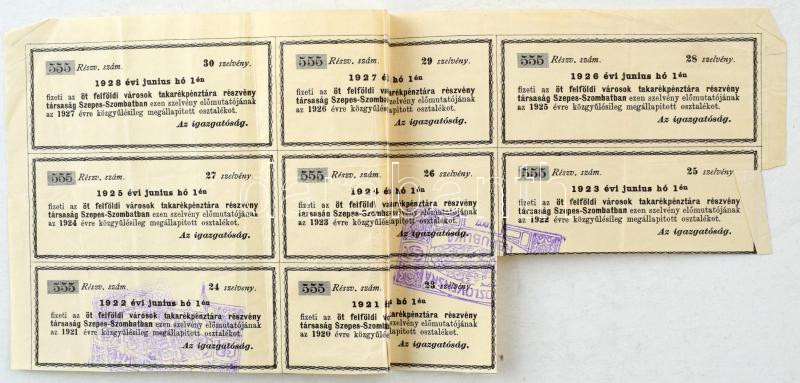 555 Részv. szám. 30 szelvény.
1928 évi junius hó 1én
fizeti az öt felföldi városok takarékpénztára részvény
társaság Szepes-Szombatban ezen szelvény előmutatójának
az 1927 évre közgyűlésileg megállapított osztalékot.
Az igazgatóság.
555 Részv. szám. 29 szelvény.
1927 évi hó 1én
fizeti az öt felföldi városok takarékpénztára részvény
társaság Szepes-Szombatban ezen szelvény előmutatójának
az 1926 évre közgyűlésileg megállapított osztalékot.
Az igazgatóság.
555 Részv. szám. 28 szelvény.
1926 évi junius hó 1én
fizeti az öt felföldi városok takarékpénztára részvény
társaság Szepes-Szombatban ezen szelvény előmutatójának
az 1925 évre közgyűlésileg megállapított osztalékot.
Az igazgatóság.
555 Részv. szám. 27 szelvény.
1925 évi junius hó 1én
fizeti az öt felföldi városok takarékpénztára részvény
társaság Szepes-Szombatban ezen szelvény előmutatójának
az 1924 évre közgyűlésileg megállapított osztalékot.
Az igazgatóság.
555 Részv. szám. 26 szelvény.
1924 hó 1én
fizeti az öt felföldi városok takarékpénztára részvény
társaság Szepes-Szombatban ezen szelvény előmutatójának
az 1923 évre közgyűlésileg megállapított osztalékot.
Az igazgatóság.
555 Részv. szám. 25 szelvény.
1923 évi junius hó 1én
fizeti az öt felföldi városok takarékpénztára részvény
társaság Szepes-Szombatban ezen szelvény előmutatójának
az 1922 évre közgyűlésileg megállapított osztalékot.
Az igazgatóság.
555 Részv. szám. 24 szelvény.
1922 évi junius hó 1én
fizeti az öt felföldi városok takarékpénztára részvény
társaság Szepes-Szombatban ezen szelvény előmutatójának
az 1921 évre közgyűlésileg megállapított osztalékot.
Az igazgatóság.
555 Részv. szám. 23 szelvény.
1921 hó 1én
fizeti az öt felföldi takarékpénztára részvény
társaság Szepes-Szombatban ezen szelvény előmutatójának
az 1920 évre közgyűlésileg megállapított osztalékot.
Az igazgatóság.